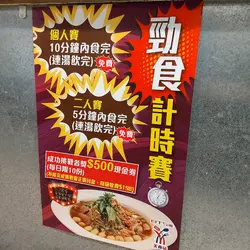 勁食計時賽
個人賽
10分鐘內食完
(連湯飲完)
免費
二人賽
5分鐘內食完
(連湯飲完)
免費
成功挑戰者獎$500現金券
(每日限10份)